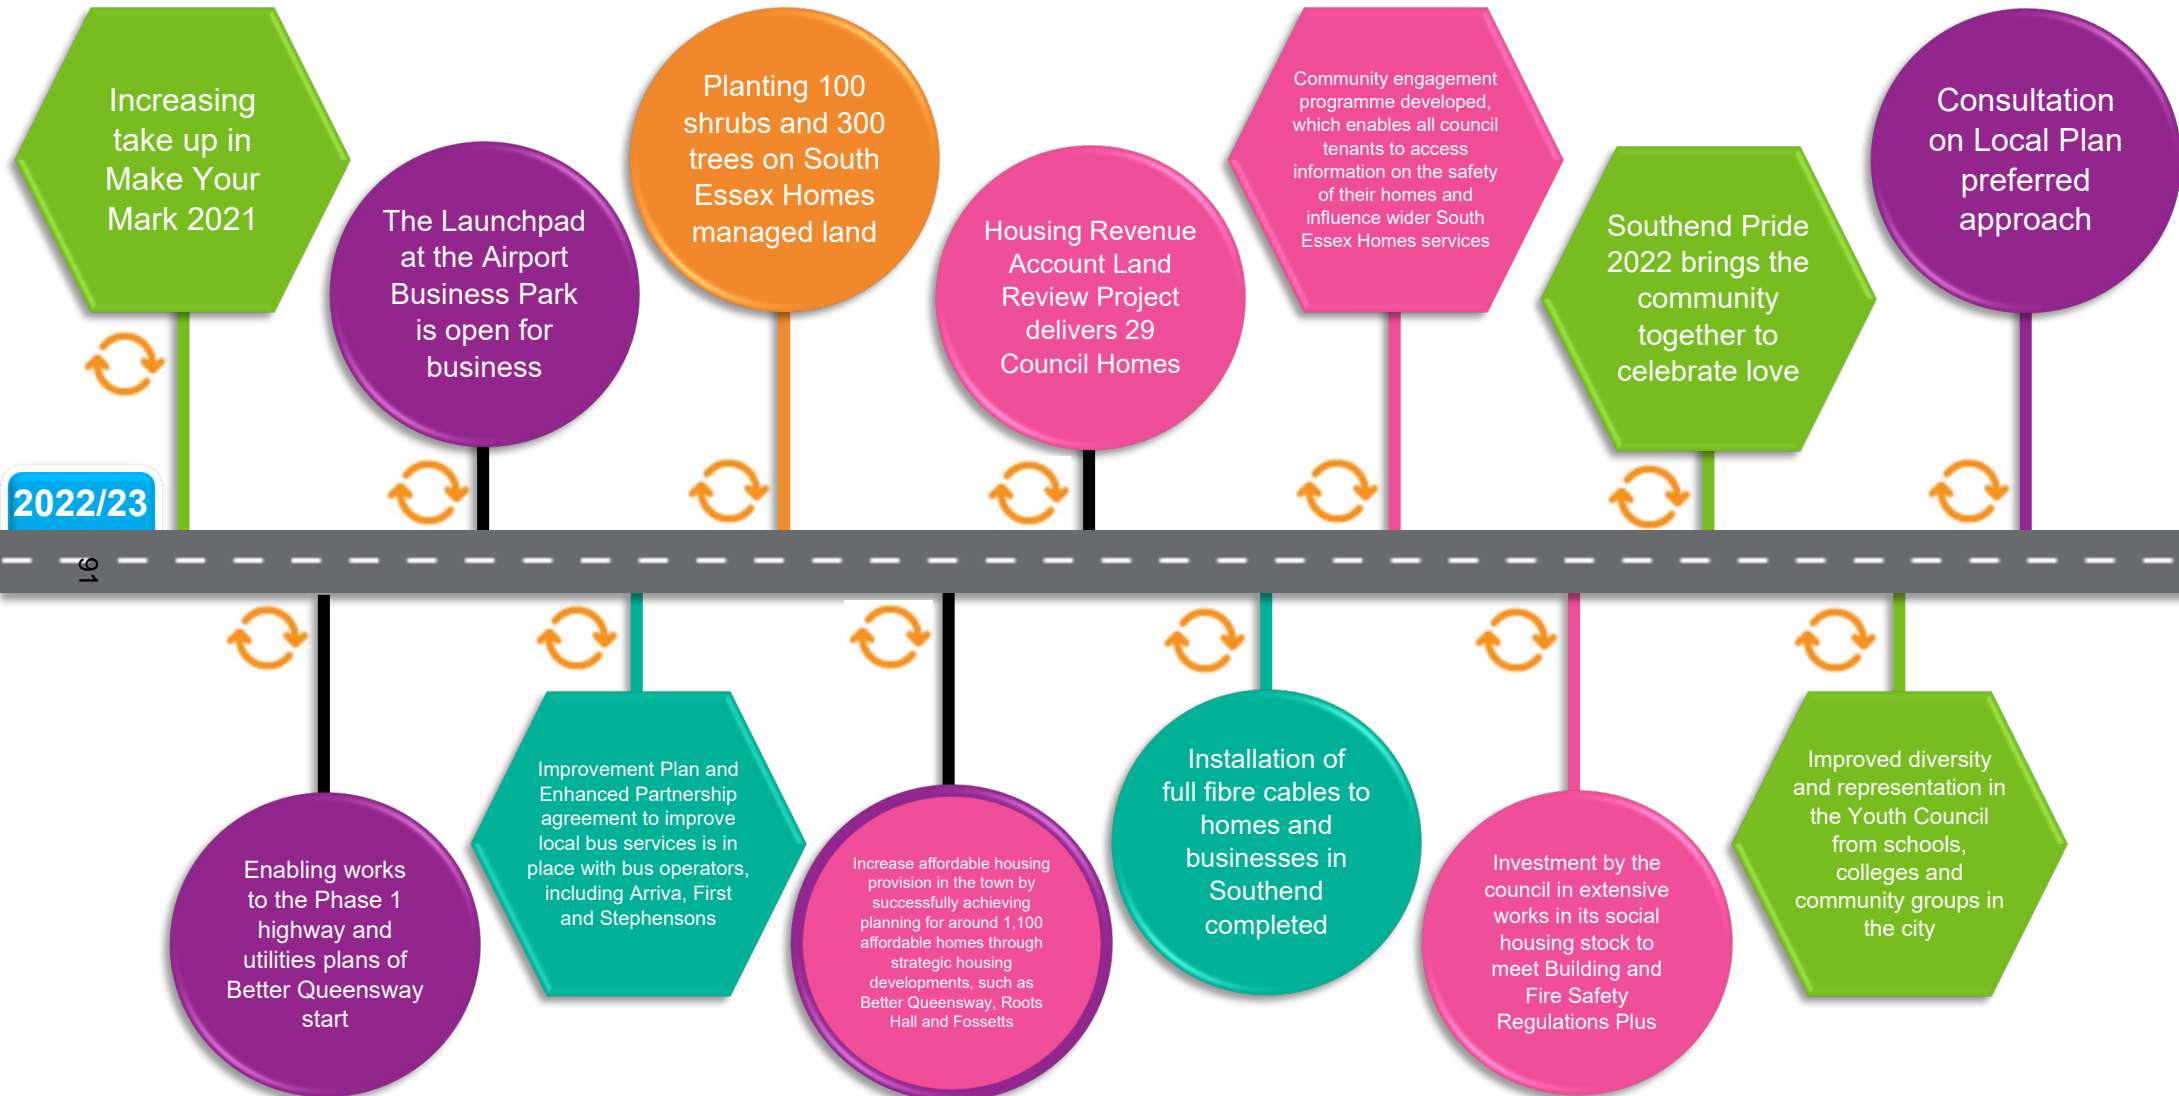 Increasing
take up in
Make Your
Mark 2021
The Launchpad
at the Airport
Business Park
is open for
business
Planting 100
shrubs and 300
trees on South
Essex Homes
managed land
Housing Revenue
Account Land
Review Project
delivers 29
Council Homes
Community engagement
programme developed,
which enables all council
tenants to access
information on the safety
of their homes and
influence wider South
Essex Homes services
Southend Pride
2022 brings the
community
together to
celebrate love
Consultation
on Local Plan
preferred
approach
2022/23
91
Enabling works
to the Phase 1
highway and
utilities plans of
Better Queensway
start
Improvement Plan and
Enhanced Partnership
agreement to improve
local bus services is in
place with bus operators,
including Arriva, First
and Stephensons
Increase affordable housing
provision in the town by
successfully achieving
planning for around 1,100
affordable homes through
strategic housing
developments, such as
Better Queensway, Roots
Hall and Fossetts
Installation of
full fibre cables to
homes and
businesses in
Southend
completed
Investment by the
council in extensive
works in its social
housing stock to
meet Building and
Fire Safety
Regulations Plus
Improved diversity
and representation in
the Youth Council
from schools,
colleges and
community groups in
the city